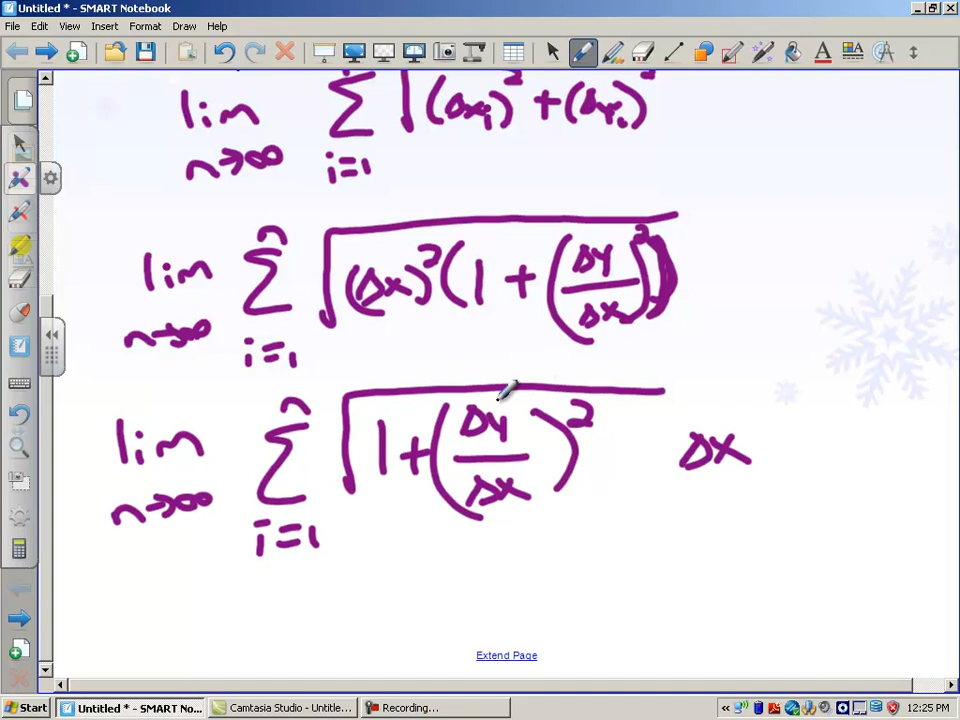 Untitled * - SMART Notebook
File Edit View Insert Format Draw Help
lim n→∞ Σ i=1 √(Δxi)² + (Δyi)²
lim n→∞ Σ n i=1 √(Δx)²(1 + (Δy/Δx)²)
lim n→∞ Σ n i=1 √1+(Δy/Δx)² Δx
Extend Page
Start Untitled * - SMART No... Camtasia Studio - Untitle... Recording... 12:25 PM